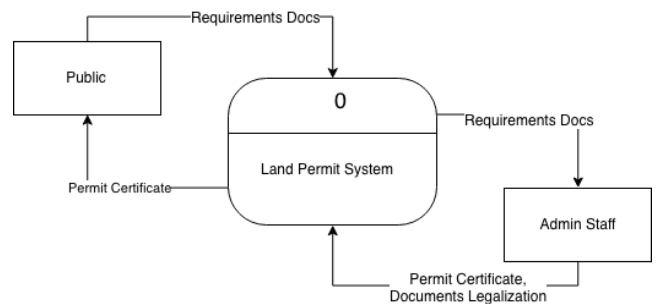 Requirements Docs
Public
0
Requirements Docs
Land Permit System
Permit Certificate
Admin Staff
Permit Certificate,
Documents Legalization